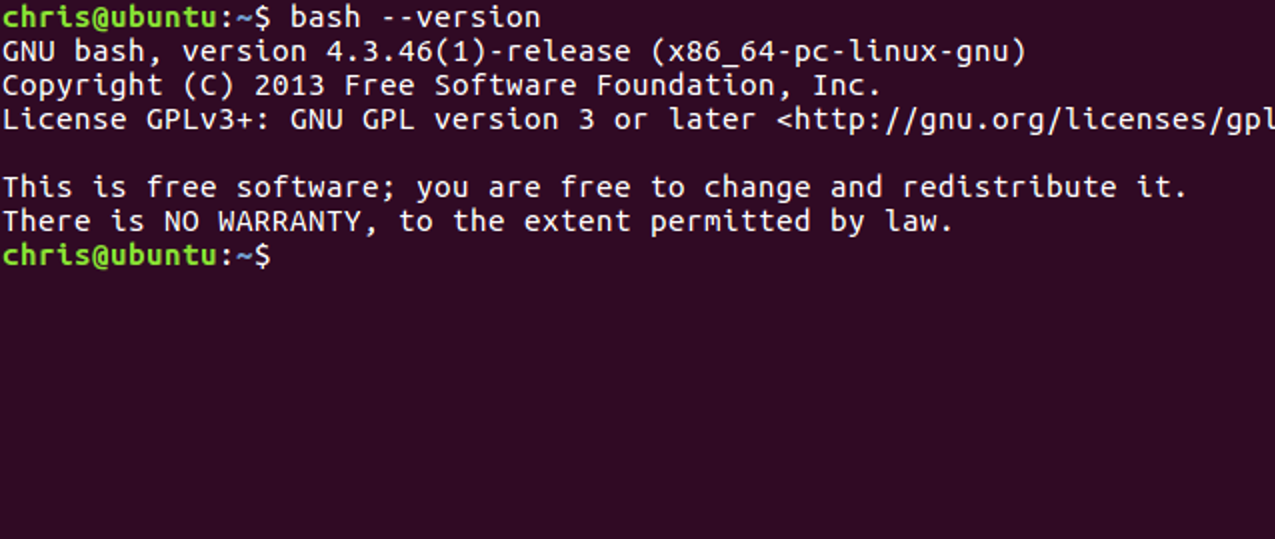 chris@ubuntu:~$ bash --version
GNU bash, version 4.3.46(1)-release (x86_64-pc-linux-gnu)
Copyright (C) 2013 Free Software Foundation, Inc.
License GPLv3+: GNU GPL version 3 or later <http://gnu.org/licenses/gpl
This is free software; you are free to change and redistribute it.
There is NO WARRANTY, to the extent permitted by law.
chris@ubuntu:~$